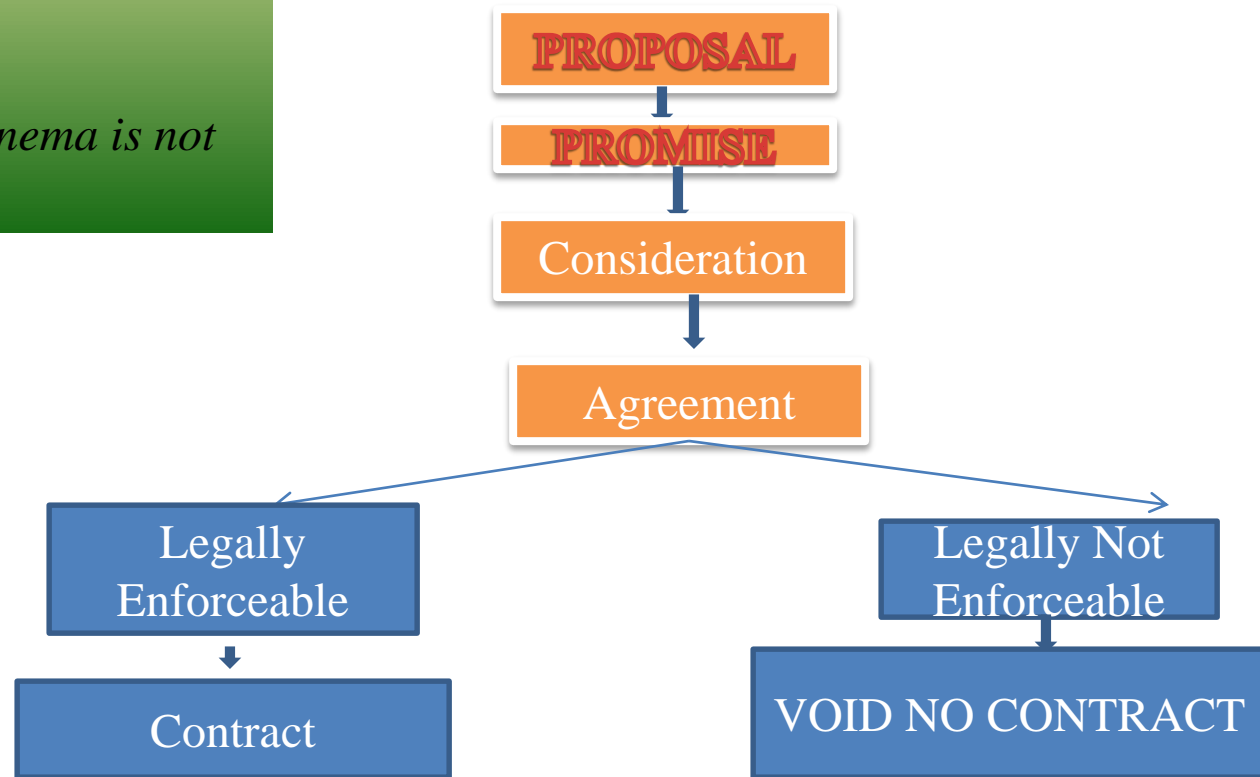 PROPOSAL
nema is not
PROMISE
Consideration
Agreement
Legally
Enforceable
Legally Not
Enforceable
Contract
VOID NO CONTRACT